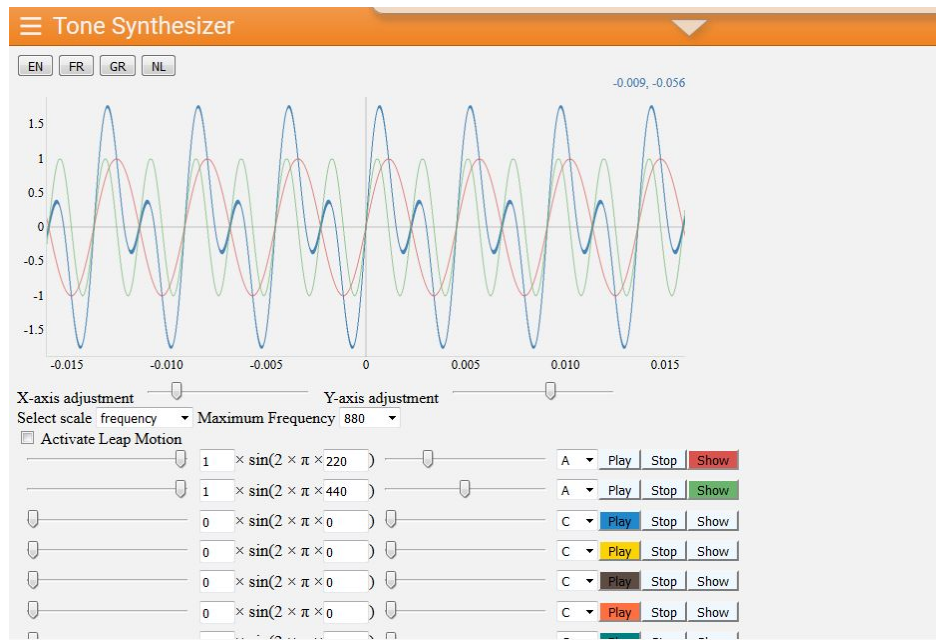 Tone Synthesizer
EN FR GR NL
-0.009, -0.056
1.5
1
0.5
0
-0.5
-1
-1.5
-0.015 -0.010 -0.005 0 0.005 0.010 0.015
X-axis adjustment Y-axis adjustment
Select scale frequency Maximum Frequency 880
Activate Leap Motion
1 × sin(2 × π × 220 ) A Play Stop Show
1 × sin(2 × π × 440 ) A Play Stop Show
0 × sin(2 × π × 0 ) C Play Stop Show
0 × sin(2 × π × 0 ) C Play Stop Show
0 × sin(2 × π × 0 ) C Play Stop Show
0 × sin(2 × π × 0 ) C Play Stop Show